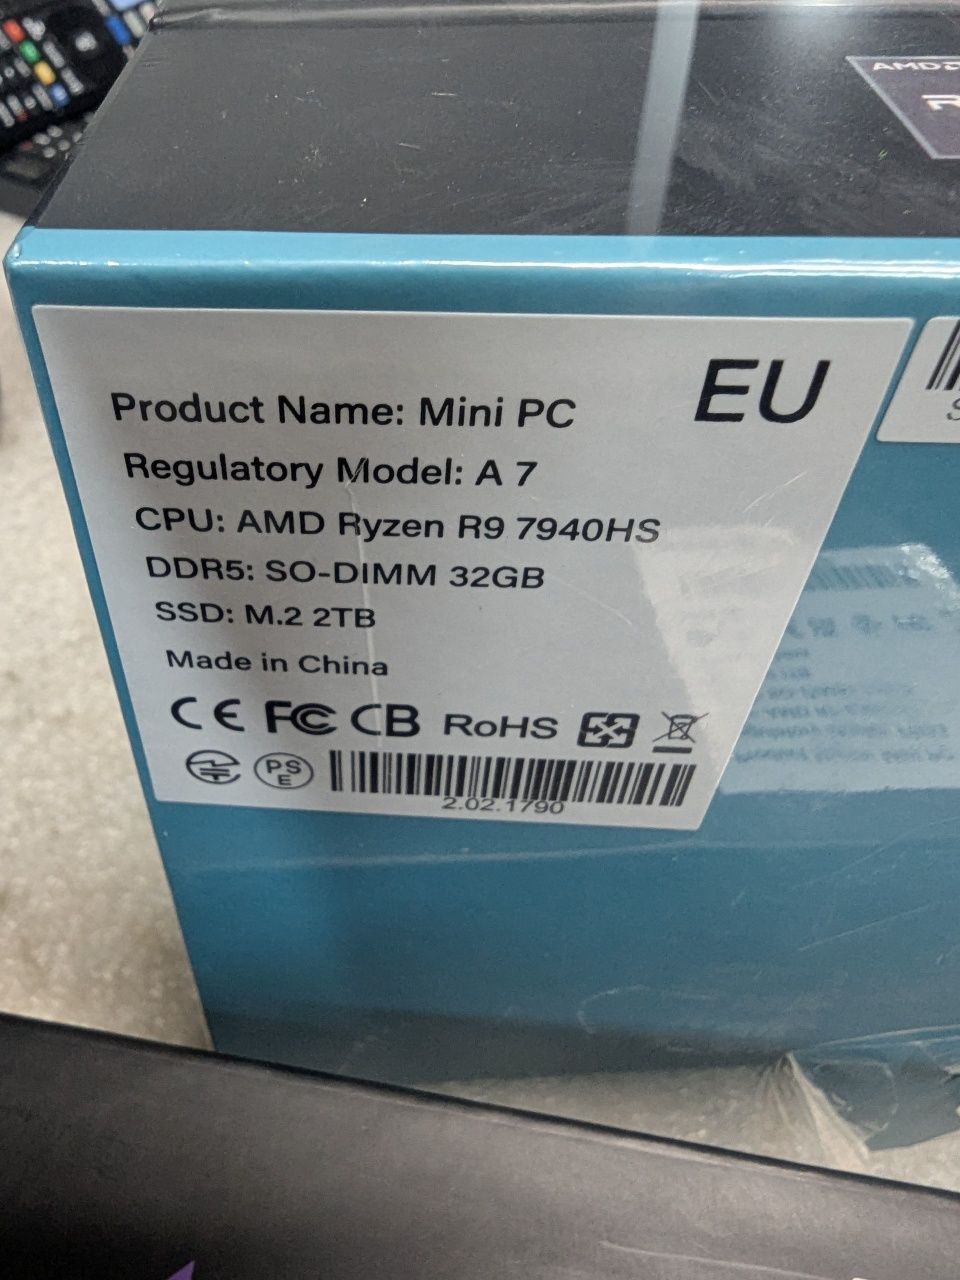 AMD
EU
Product Name: Mini PC
Regulatory Model: A 7
CPU: AMD Ryzen R9 7940HS
DDR5: SO-DIMM 32GB
SSD: M.2 2TB
Made in China
CE FC CB RoHS
PS
E
2.02.1790